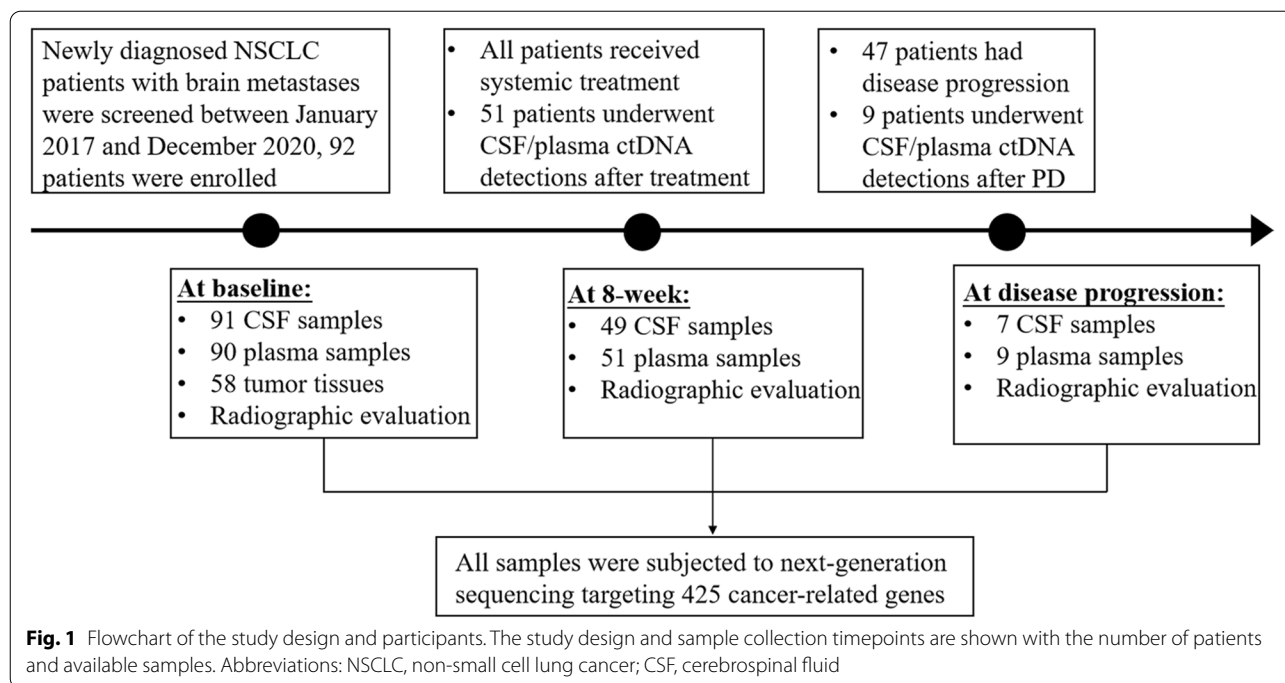 Newly diagnosed NSCLC
patients with brain metastases
were screened between January
2017 and December 2020, 92
patients were enrolled
• All patients received
systemic treatment
• 51 patients underwent
CSF/plasma ctDNA
detections after treatment
• 47 patients had
disease progression
• 9 patients underwent
CSF/plasma ctDNA
detections after PD
At baseline:
• 91 CSF samples
• 90 plasma samples
• 58 tumor tissues
• Radiographic evaluation
At 8-week:
• 49 CSF samples
• 51 plasma samples
• Radiographic evaluation
At disease progression:
• 7 CSF samples
• 9 plasma samples
• Radiographic evaluation
All samples were subjected to next-generation
sequencing targeting 425 cancer-related genes
Fig. 1 Flowchart of the study design and participants. The study design and sample collection timepoints are shown with the number of patients
and available samples. Abbreviations: NSCLC, non-small cell lung cancer; CSF, cerebrospinal fluid